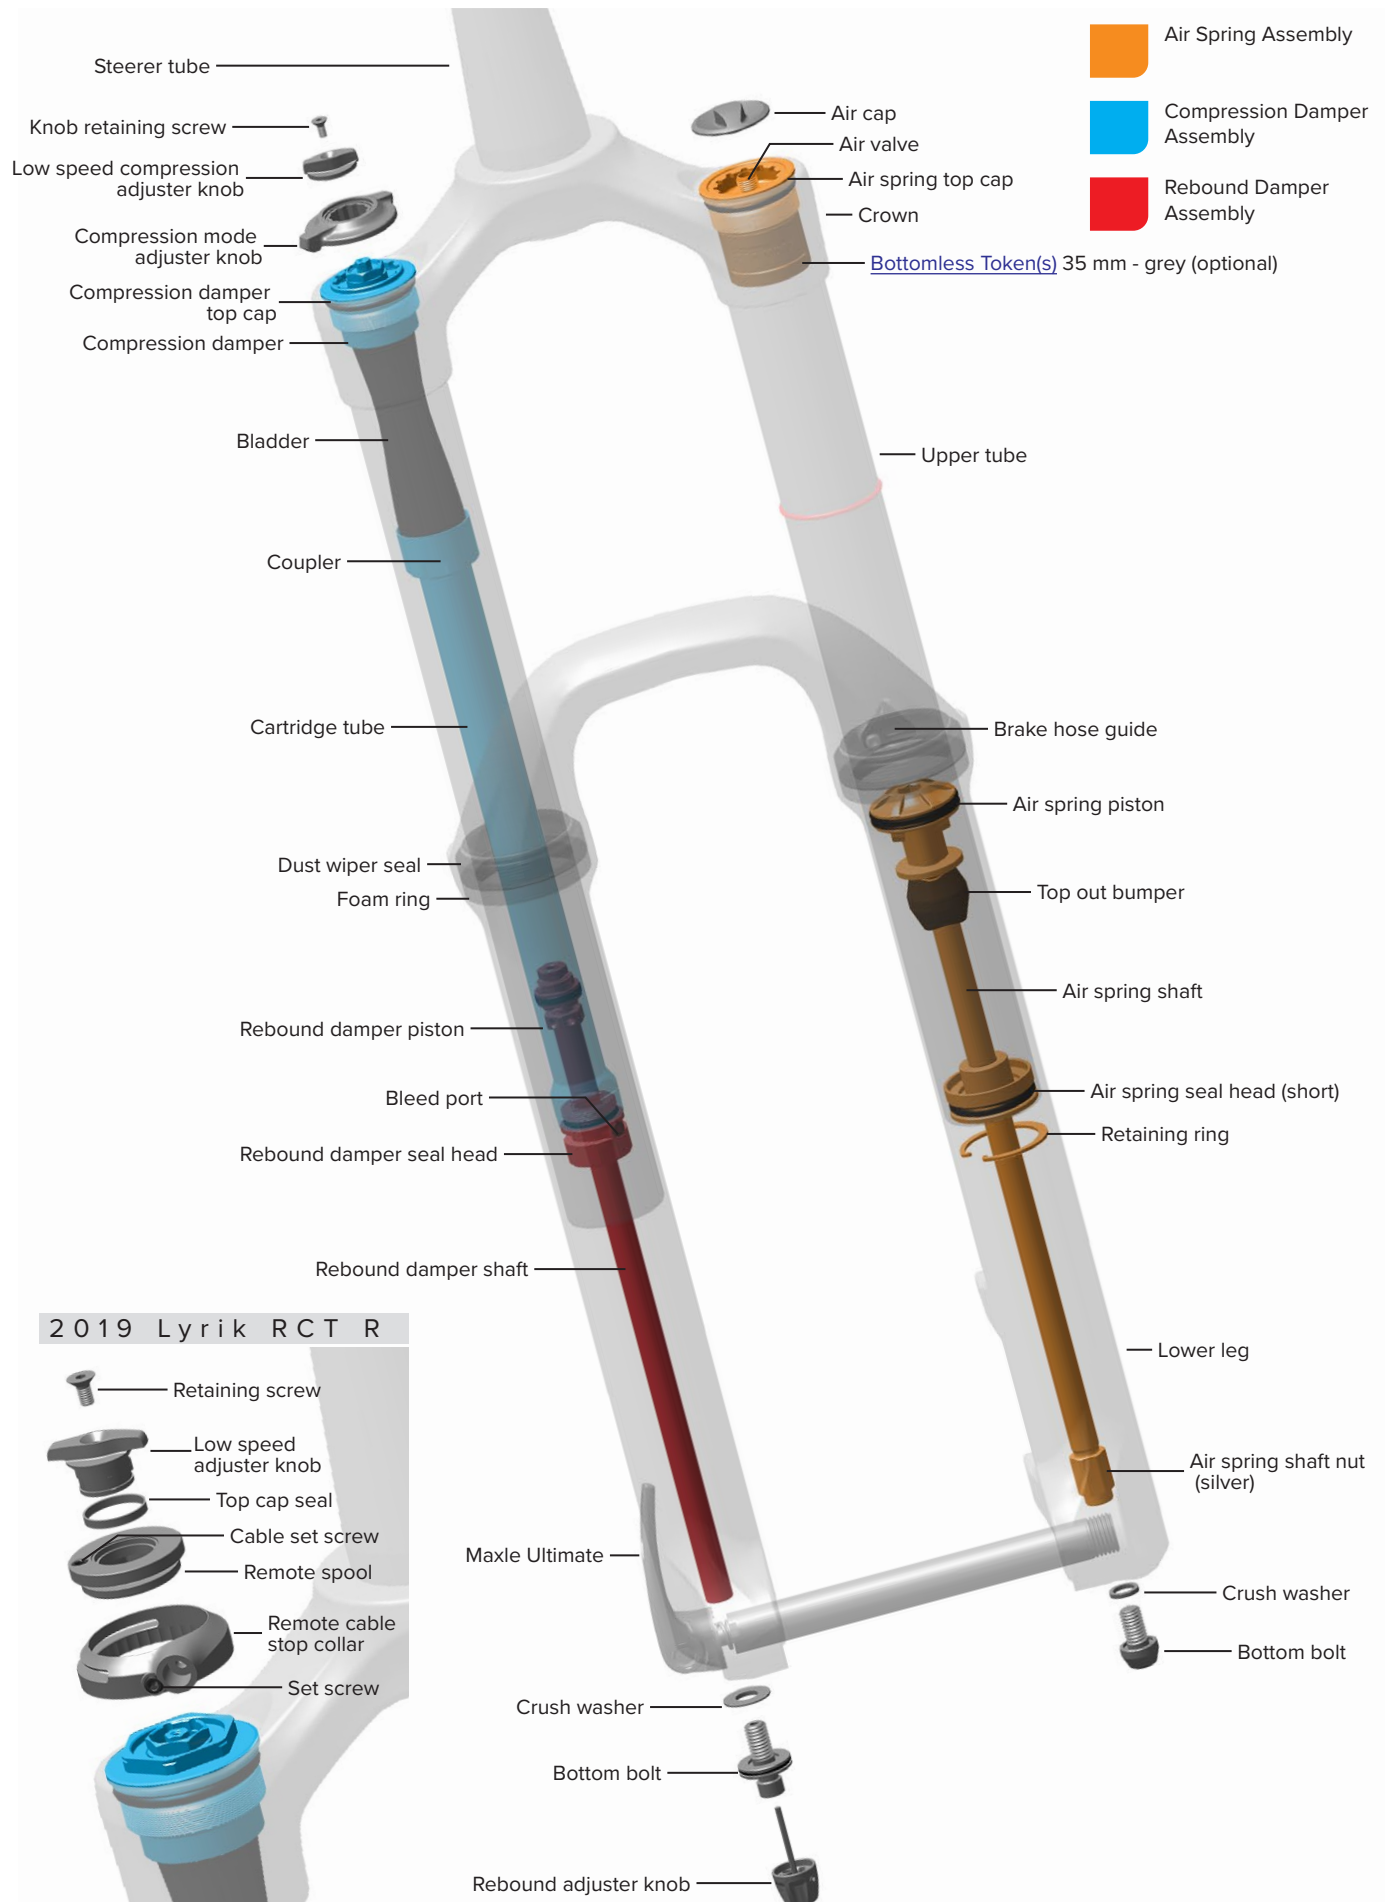 Steerer tube
Knob retaining screw
Low speed compression
adjuster knob
Compression mode
adjuster knob
Compression damper
top cap
Compression damper
Bladder
Coupler
Cartridge tube
Dust wiper seal
Foam ring
Rebound damper piston
Bleed port
Rebound damper seal head
Rebound damper shaft
Air Spring Assembly
Compression Damper
Assembly
Rebound Damper
Assembly
Air cap
Air valve
Air spring top cap
Crown
Bottomless Token(s) 35 mm - grey (optional)
Upper tube
Brake hose guide
Air spring piston
Top out bumper
Air spring shaft
Air spring seal head (short)
Retaining ring
Lower leg
Air spring shaft nut
(silver)
Crush washer
Bottom bolt
Maxle Ultimate
Crush washer
Bottom bolt
Rebound adjuster knob
2019 Lyrik RCT R
Retaining screw
Low speed
adjuster knob
Top cap seal
Cable set screw
Remote spool
Remote cable
stop collar
Set screw